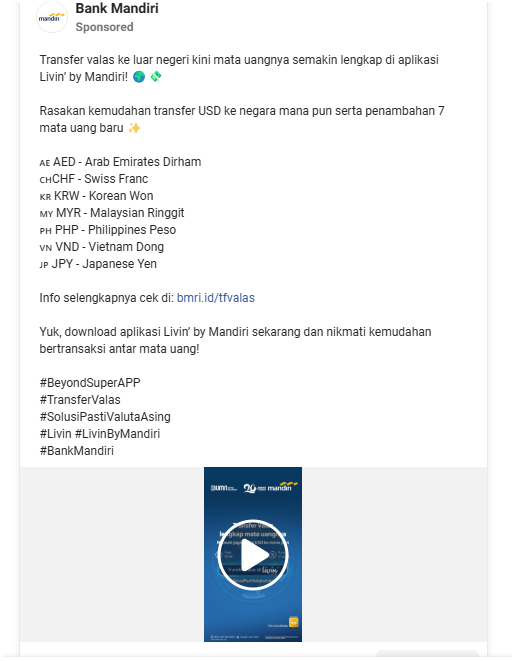 mandiri
Bank Mandiri
Sponsored
Transfer valas ke luar negeri kini mata uangnya semakin lengkap di aplikasi
Livin’ by Mandiri! 🌍 💸
Rasakan kemudahan transfer USD ke negara mana pun serta penambahan 7
mata uang baru ✨
AE AED - Arab Emirates Dirham
CHCHF - Swiss Franc
KR KRW - Korean Won
MY MYR - Malaysian Ringgit
PH PHP - Philippines Peso
VN VND - Vietnam Dong
JP JPY - Japanese Yen
Info selengkapnya cek di: bmri.id/tfvalas
Yuk, download aplikasi Livin’ by Mandiri sekarang dan nikmati kemudahan
bertransaksi antar mata uang!
#BeyondSuperAPP
#TransferValas
#SolusiPastiValutaAsing
#Livin #LivinByMandiri
#BankMandiri
BUMN mandiri
Transfer valas
lengkap mata uangnya